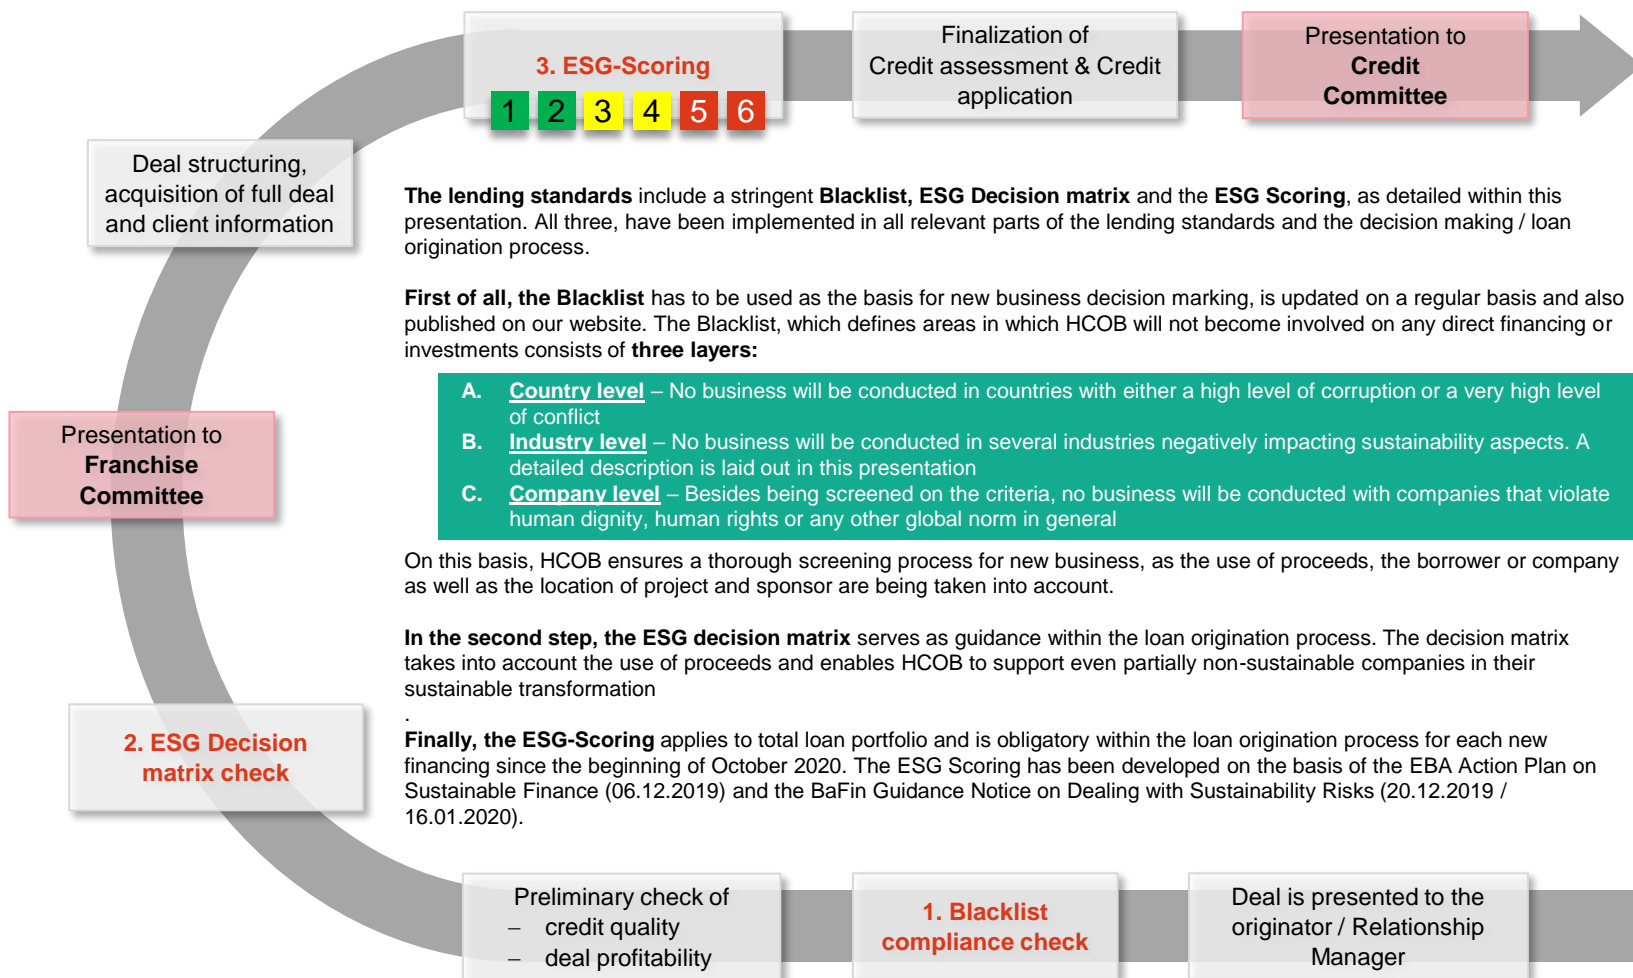 3. ESG-Scoring
1 2 3 4 5 6
Finalization of
Credit assessment & Credit
application
Presentation to
Credit
Committee
Deal structuring,
acquisition of full deal
and client information
The lending standards include a stringent Blacklist, ESG Decision matrix and the ESG Scoring, as detailed within this
presentation. All three, have been implemented in all relevant parts of the lending standards and the decision making / loan
origination process.
First of all, the Blacklist has to be used as the basis for new business decision marking, is updated on a regular basis and also
published on our website. The Blacklist, which defines areas in which HCOB will not become involved on any direct financing or
investments consists of three layers:
A. Country level – No business will be conducted in countries with either a high level of corruption or a very high level
of conflict
B. Industry level – No business will be conducted in several industries negatively impacting sustainability aspects. A
detailed description is laid out in this presentation
C. Company level – Besides being screened on the criteria, no business will be conducted with companies that violate
human dignity, human rights or any other global norm in general
Presentation to
Franchise
Committee
On this basis, HCOB ensures a thorough screening process for new business, as the use of proceeds, the borrower or company
as well as the location of project and sponsor are being taken into account.
In the second step, the ESG decision matrix serves as guidance within the loan origination process. The decision matrix
takes into account the use of proceeds and enables HCOB to support even partially non-sustainable companies in their
sustainable transformation
.
Finally, the ESG-Scoring applies to total loan portfolio and is obligatory within the loan origination process for each new
financing since the beginning of October 2020. The ESG Scoring has been developed on the basis of the EBA Action Plan on
Sustainable Finance (06.12.2019) and the BaFin Guidance Notice on Dealing with Sustainability Risks (20.12.2019 /
16.01.2020).
2. ESG Decision
matrix check
Preliminary check of
– credit quality
– deal profitability
1. Blacklist
compliance check
Deal is presented to the
originator / Relationship
Manager